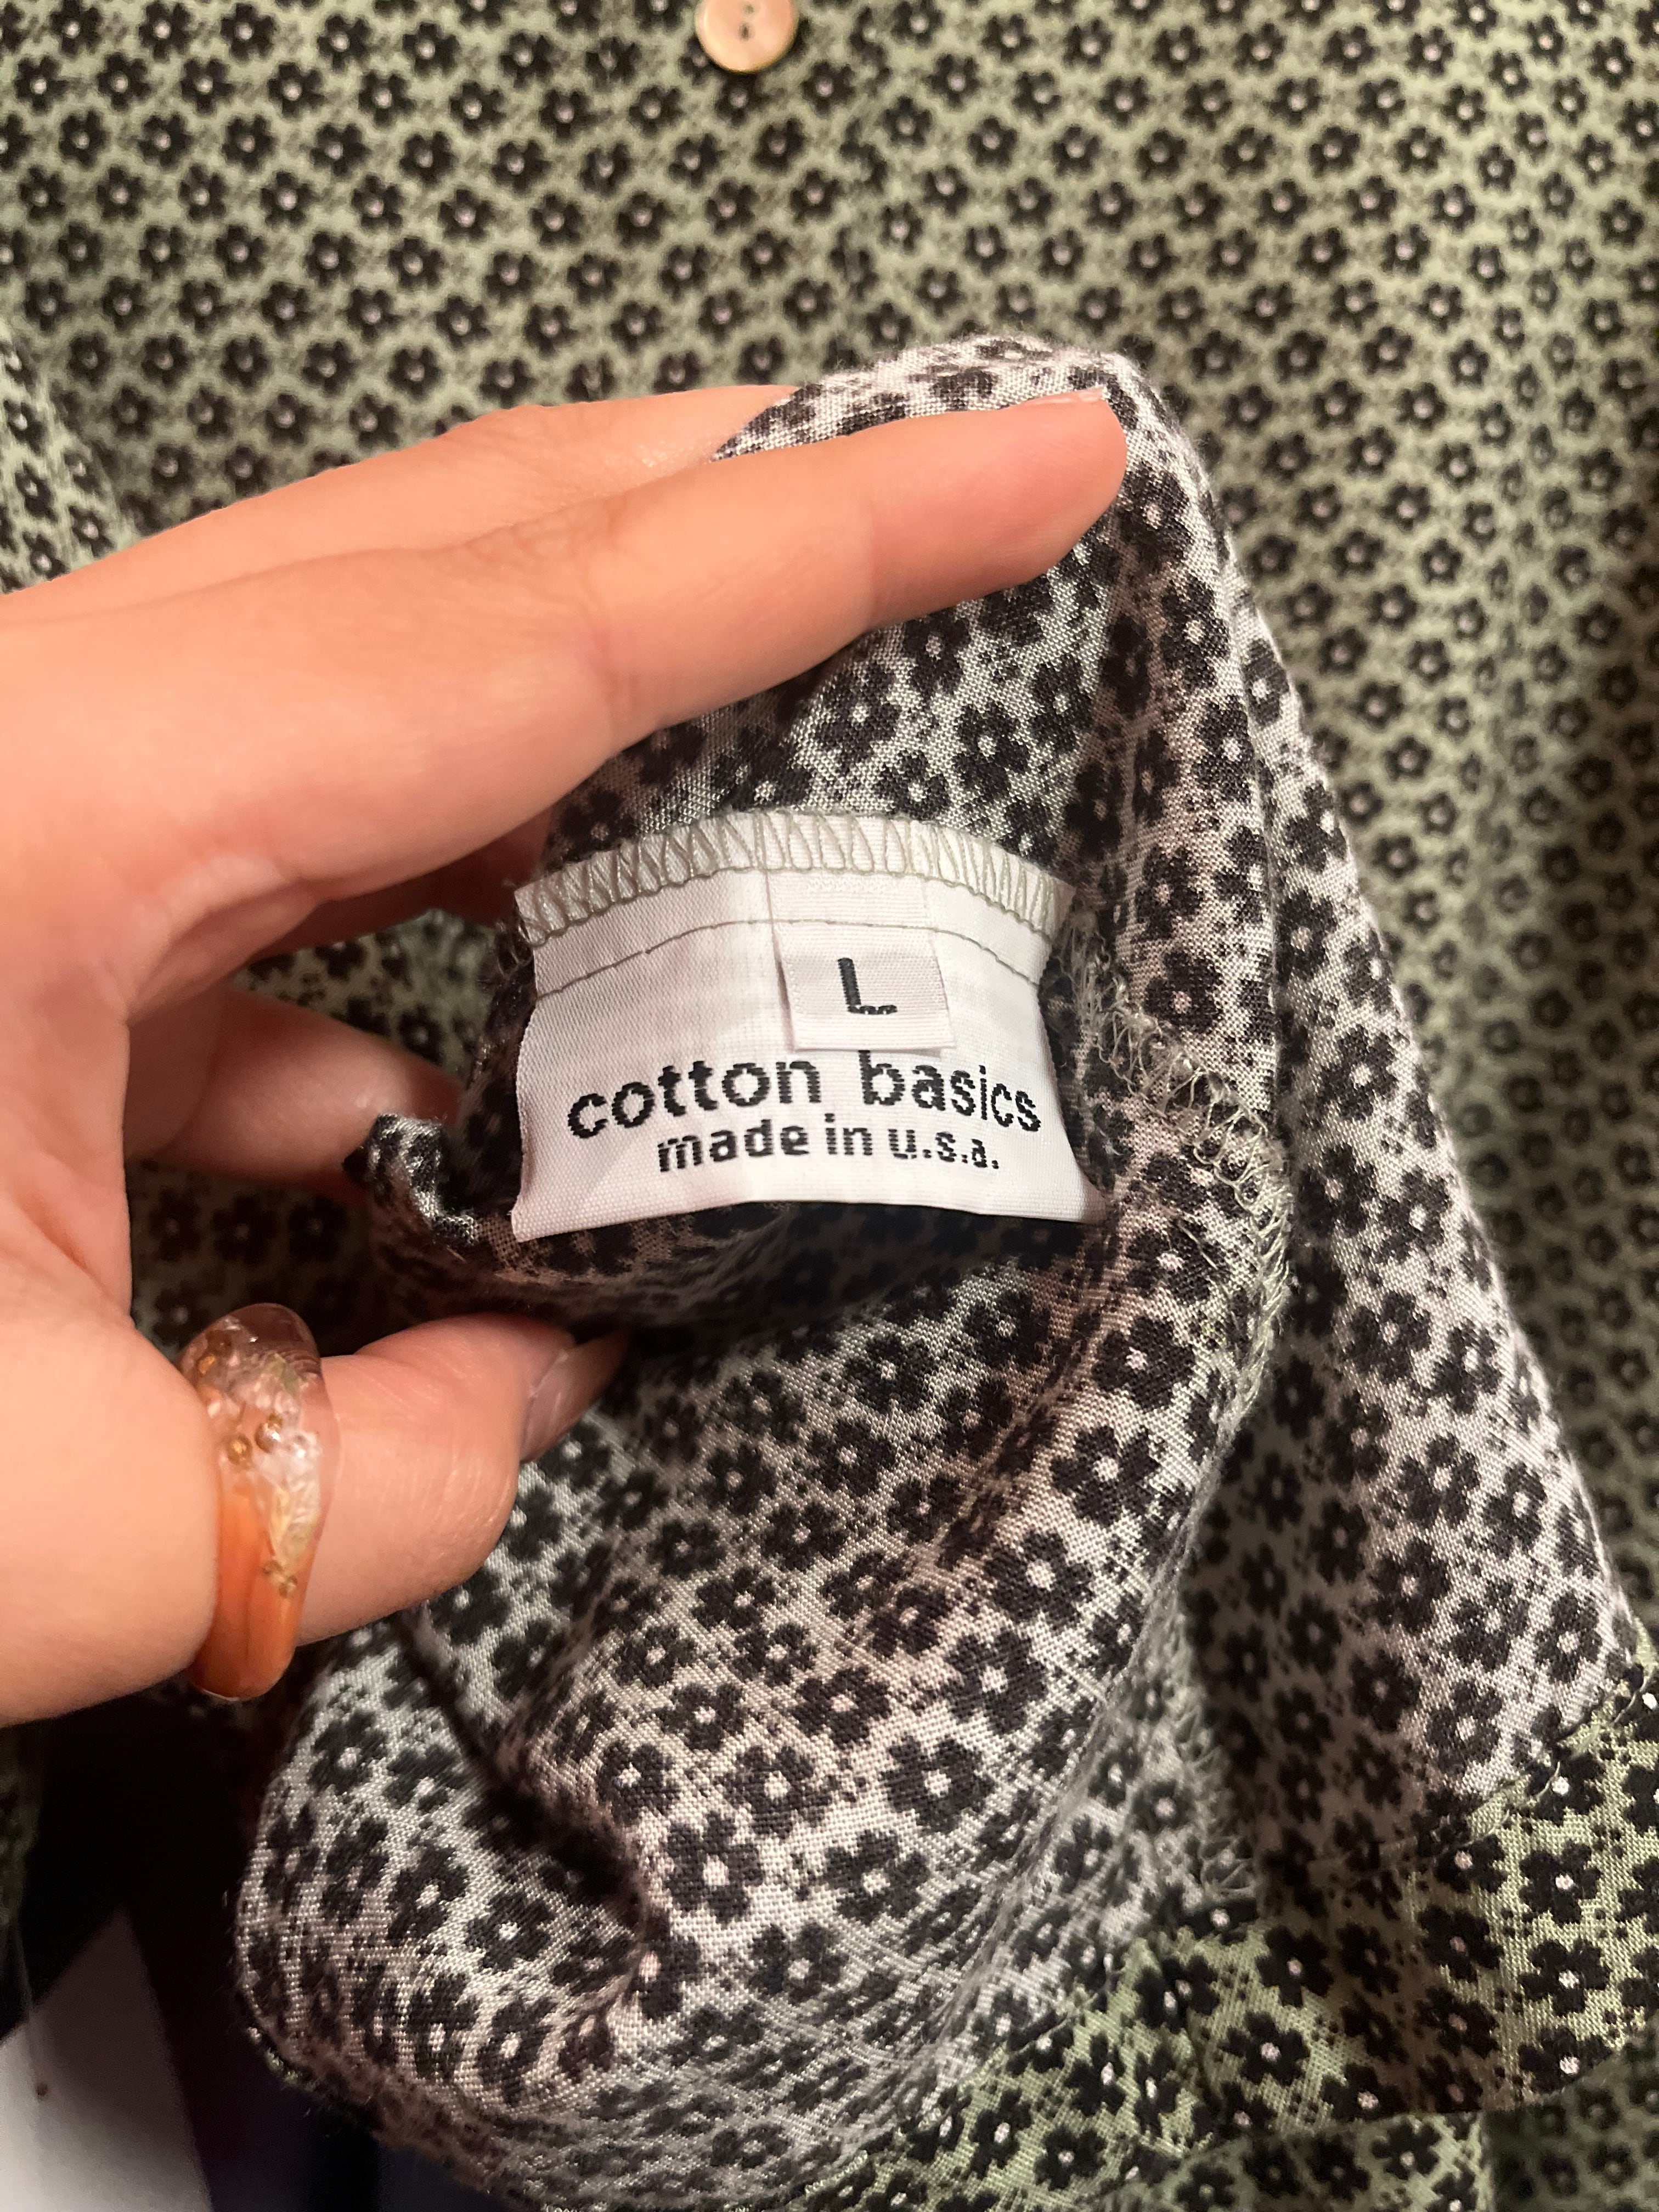 L
cotton basics
made in u.s.a.